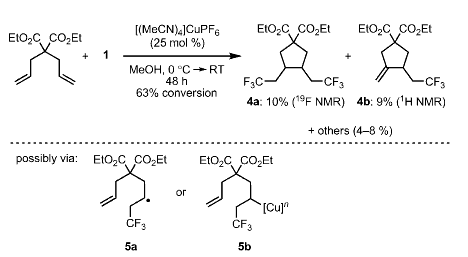 EtO₂C CO₂Et
+ 1
[(MeCN)₄]CuPF₆
(25 mol %)
MeOH, 0 °C → RT
48 h
63% conversion
EtO₂C CO₂Et
F₃C CF₃
4a: 10% (¹⁹F NMR)
+
EtO₂C CO₂Et
CF₃
4b: 9% (¹H NMR)
+ others (4–8 %)
possibly via:
EtO₂C CO₂Et
CF₃
5a
or
EtO₂C CO₂Et
[Cu]ⁿ
CF₃
5b